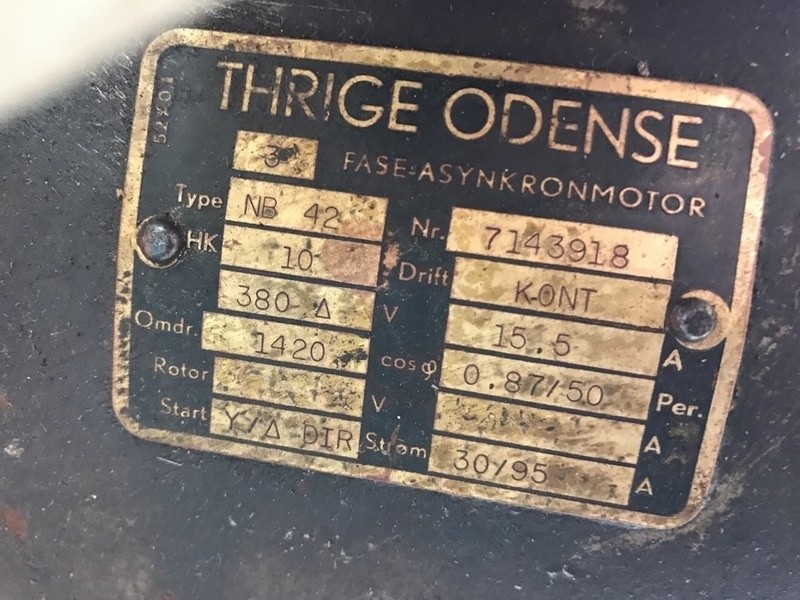 THRIGE ODENSE
3 FASE-ASYNKRONMOTOR
Type NB 42 Nr. 7143918
HK 10 Drift KONT
380 Δ V 15.5 A
Omdr. 1420 cosφ 0.87/50 Per.
Rotor V A
Start Y/Δ DIR Strøm 30/95 A